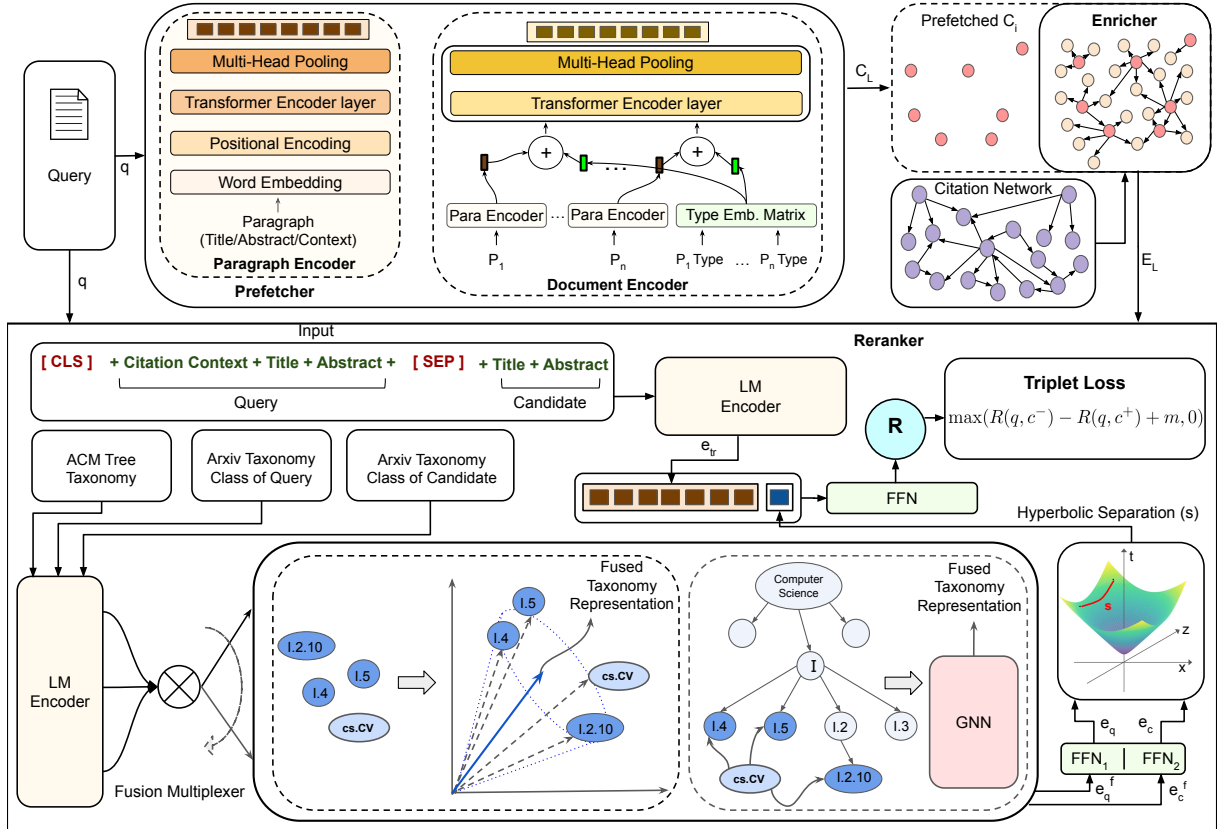 Query
q
q
Multi-Head Pooling
Transformer Encoder layer
Positional Encoding
Word Embedding
Paragraph
(Title/Abstract/Context)
Paragraph Encoder
Prefetcher
Multi-Head Pooling
Transformer Encoder layer
+
+
...
Para Encoder
...
Para Encoder
Type Emb. Matrix
P1
Pn
P1 Type
...
Pn Type
Document Encoder
CL
Prefetched Ci
Enricher
Citation Network
EL
Input
Reranker
[ CLS ] + Citation Context + Title + Abstract + [ SEP ] + Title + Abstract
Query
Candidate
LM
Encoder
etr
R
Triplet Loss
max(R(q, c−) − R(q, c+) + m, 0)
FFN
ACM Tree
Taxonomy
Arxiv Taxonomy
Class of Query
Arxiv Taxonomy
Class of Candidate
Hyperbolic Separation (s)
LM
Encoder
Fusion Multiplexer
I.2.10
I.5
I.4
cs.CV
I.5
I.4
cs.CV
I.2.10
Fused
Taxonomy
Representation
Computer
Science
I
I.4
I.5
I.2
I.3
cs.CV
I.2.10
Fused
Taxonomy
Representation
GNN
t
s
z
x
eq
ec
FFN1 | FFN2
eqf
ecf